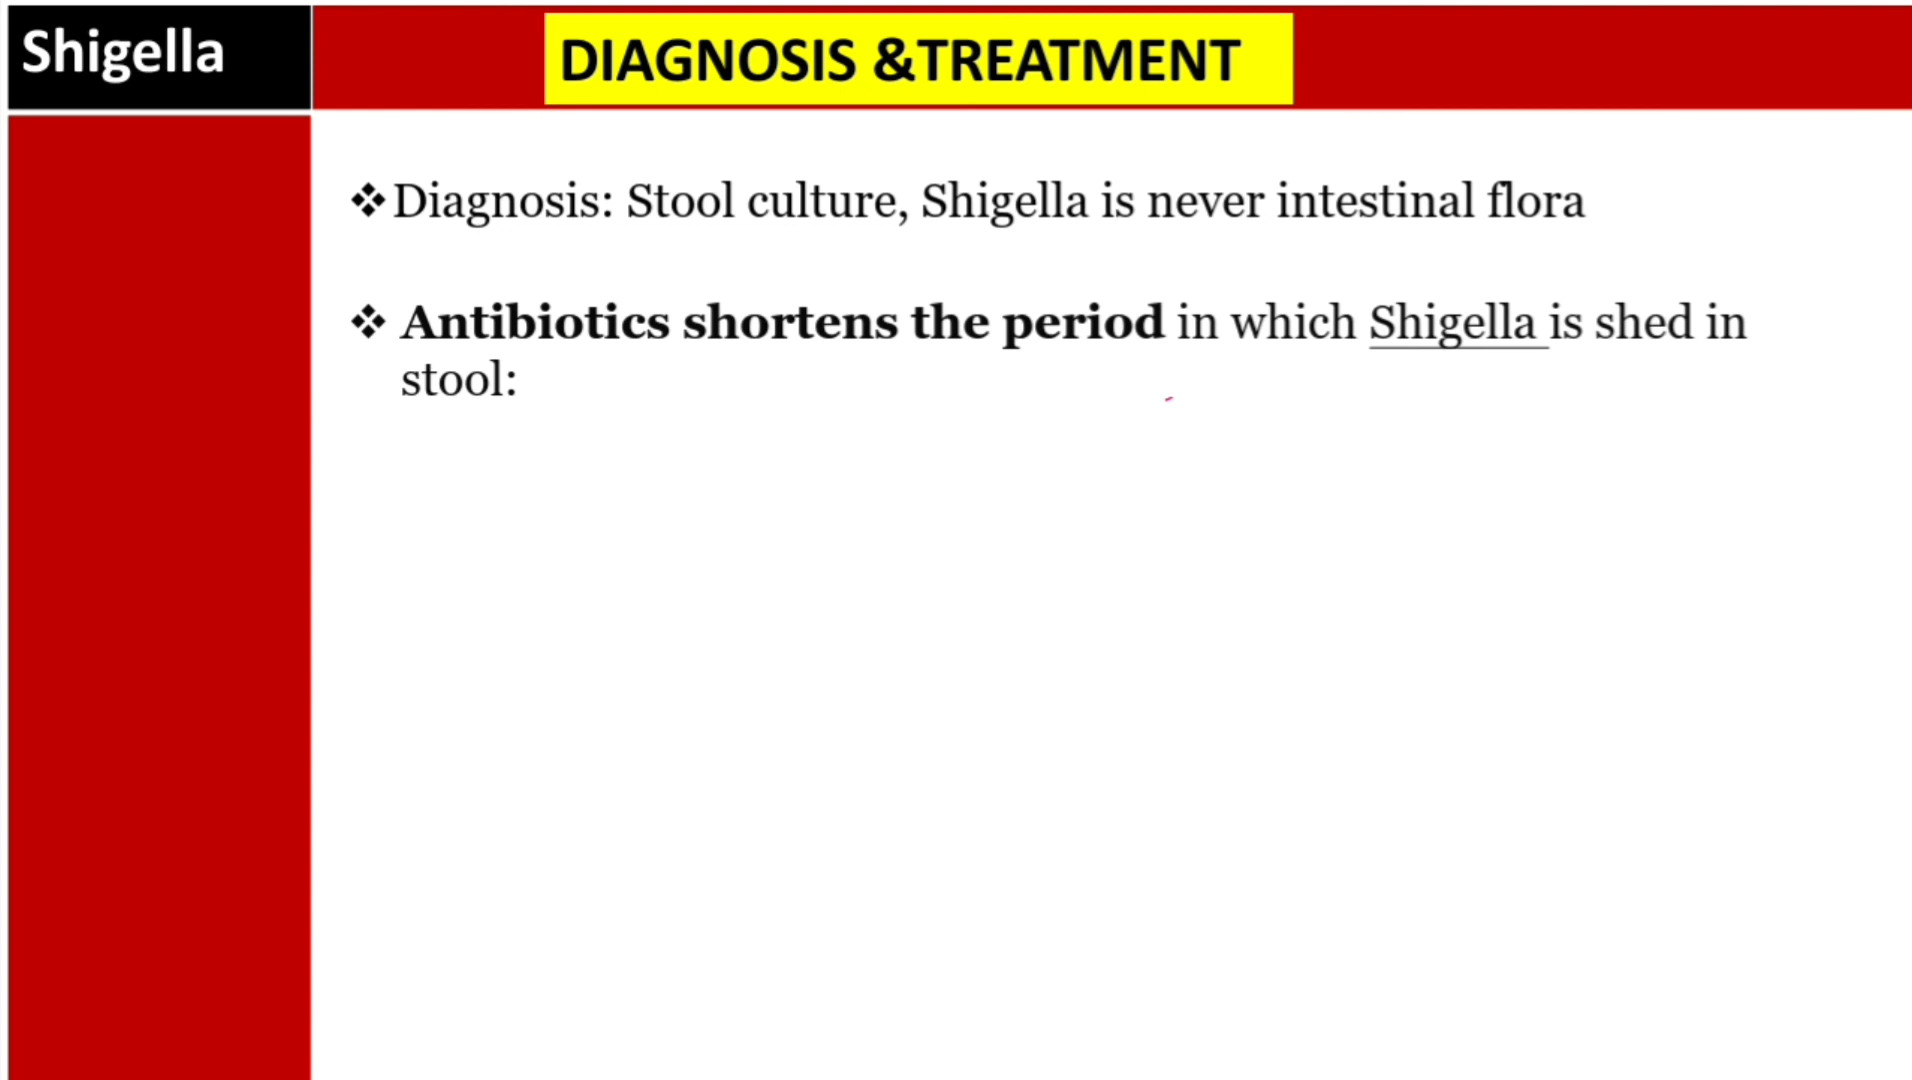 Shigella
DIAGNOSIS &TREATMENT
❖Diagnosis: Stool culture, Shigella is never intestinal flora
❖ Antibiotics shortens the period in which Shigella is shed in
stool: